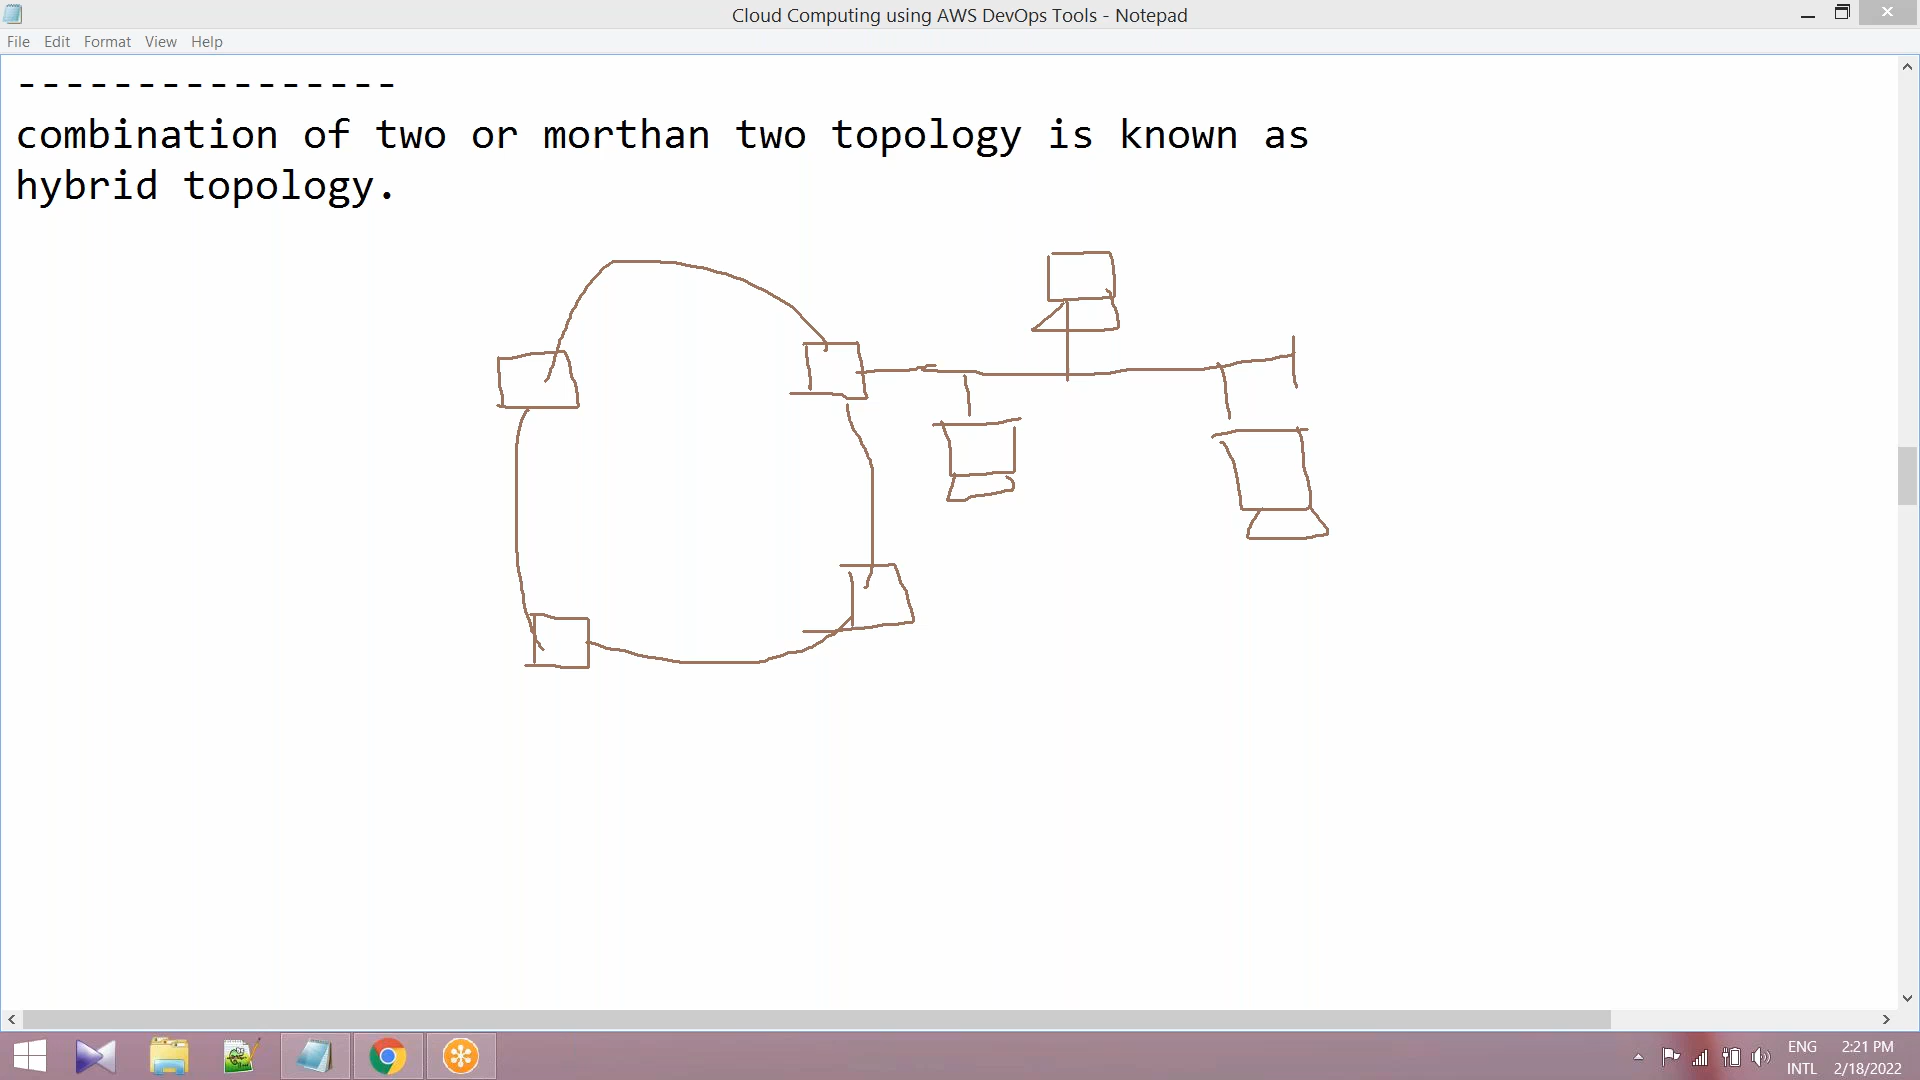 Cloud Computing using AWS DevOps Tools - Notepad
File Edit Format View Help
----------------
combination of two or morthan two topology is known as
hybrid topology.
ENG 2:21 PM
INTL 2/18/2022